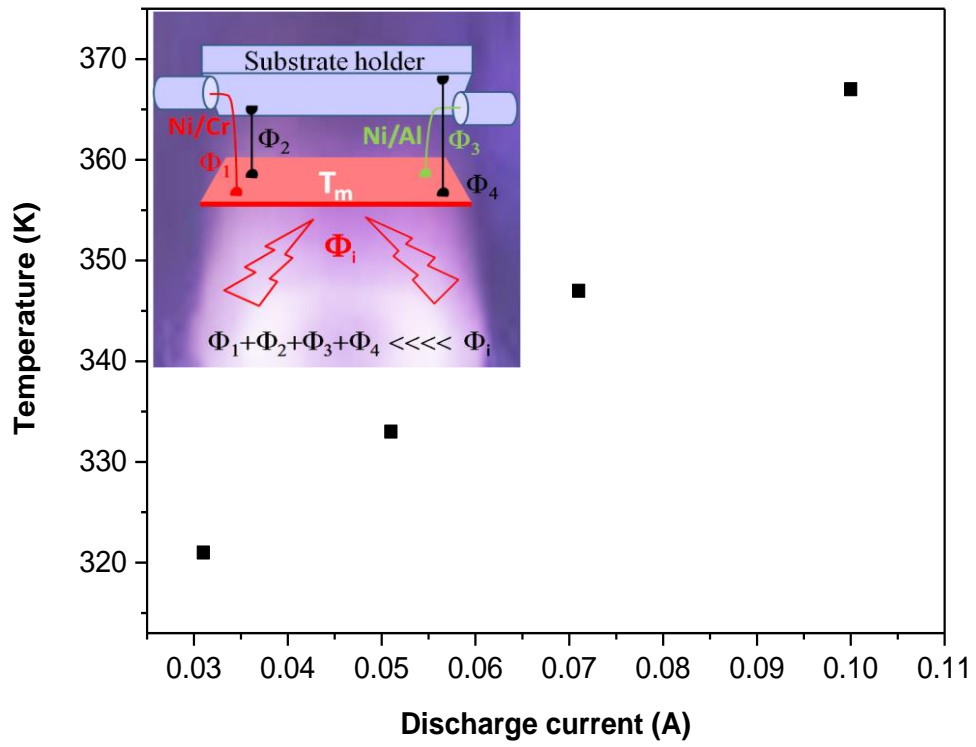 370
360
350
340
330
320
Temperature (K)
Substrate holder
Ni/Cr
Φ2
Ni/Al
Φ3
Φ1
Tm
Φ4
Φi
Φ1+Φ2+Φ3+Φ4 <<<< Φi
0.03 0.04 0.05 0.06 0.07 0.08 0.09 0.10 0.11
Discharge current (A)